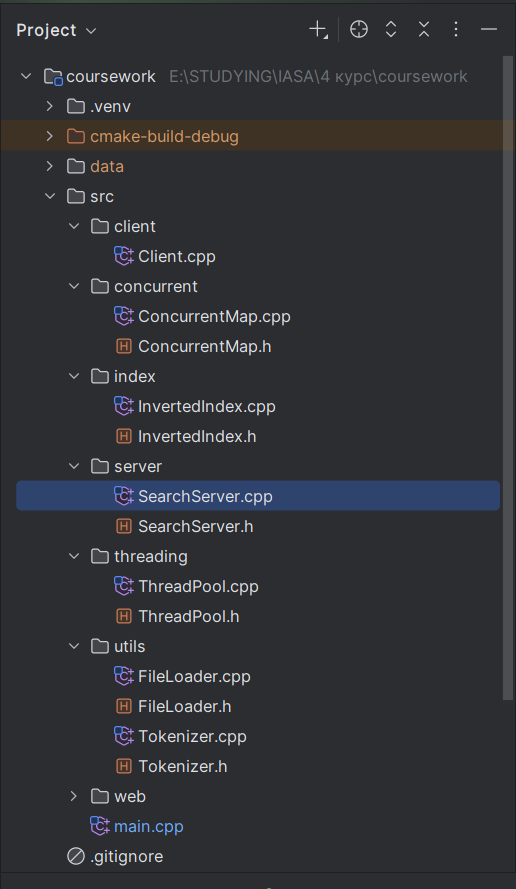 Project
coursework E:\STUDYING\IASA\4 курс\coursework
.venv
cmake-build-debug
data
src
client
Client.cpp
concurrent
ConcurrentMap.cpp
ConcurrentMap.h
index
InvertedIndex.cpp
InvertedIndex.h
server
SearchServer.cpp
SearchServer.h
threading
ThreadPool.cpp
ThreadPool.h
utils
FileLoader.cpp
FileLoader.h
Tokenizer.cpp
Tokenizer.h
web
main.cpp
.gitignore